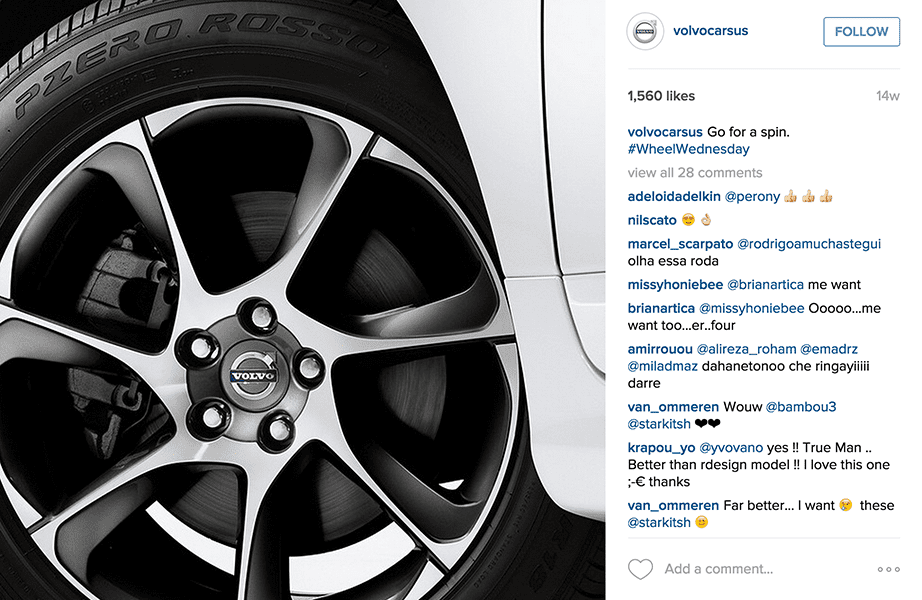 PZERO ROSSO
VOLVO
VOLVO
volvocarsus
FOLLOW
1,560 likes
14w
volvocarsus Go for a spin.
#WheelWednesday
view all 28 comments
adeloidadelkin @perony 👍🏼 👍🏼 👍🏼
nilscato 😍 👌🏼
marcel_scarpato @rodrigoamuchastegui
olha essa roda
missyhoniebee @brianartica me want
brianartica @missyhoniebee Ooooo...me
want too...er..four
amirrouou @alireza_roham @emadrz
@miladmaz dahanetonoo che ringayiiiii
darre
van_ommeren Wouw @bambou3
@starkitsh ❤❤
krapou_yo @yvovano yes !! True Man ..
Better than rdesign model !! I love this one
;-€ thanks
van_ommeren Far better... I want 😢 these
@starkitsh 😊
Add a comment...